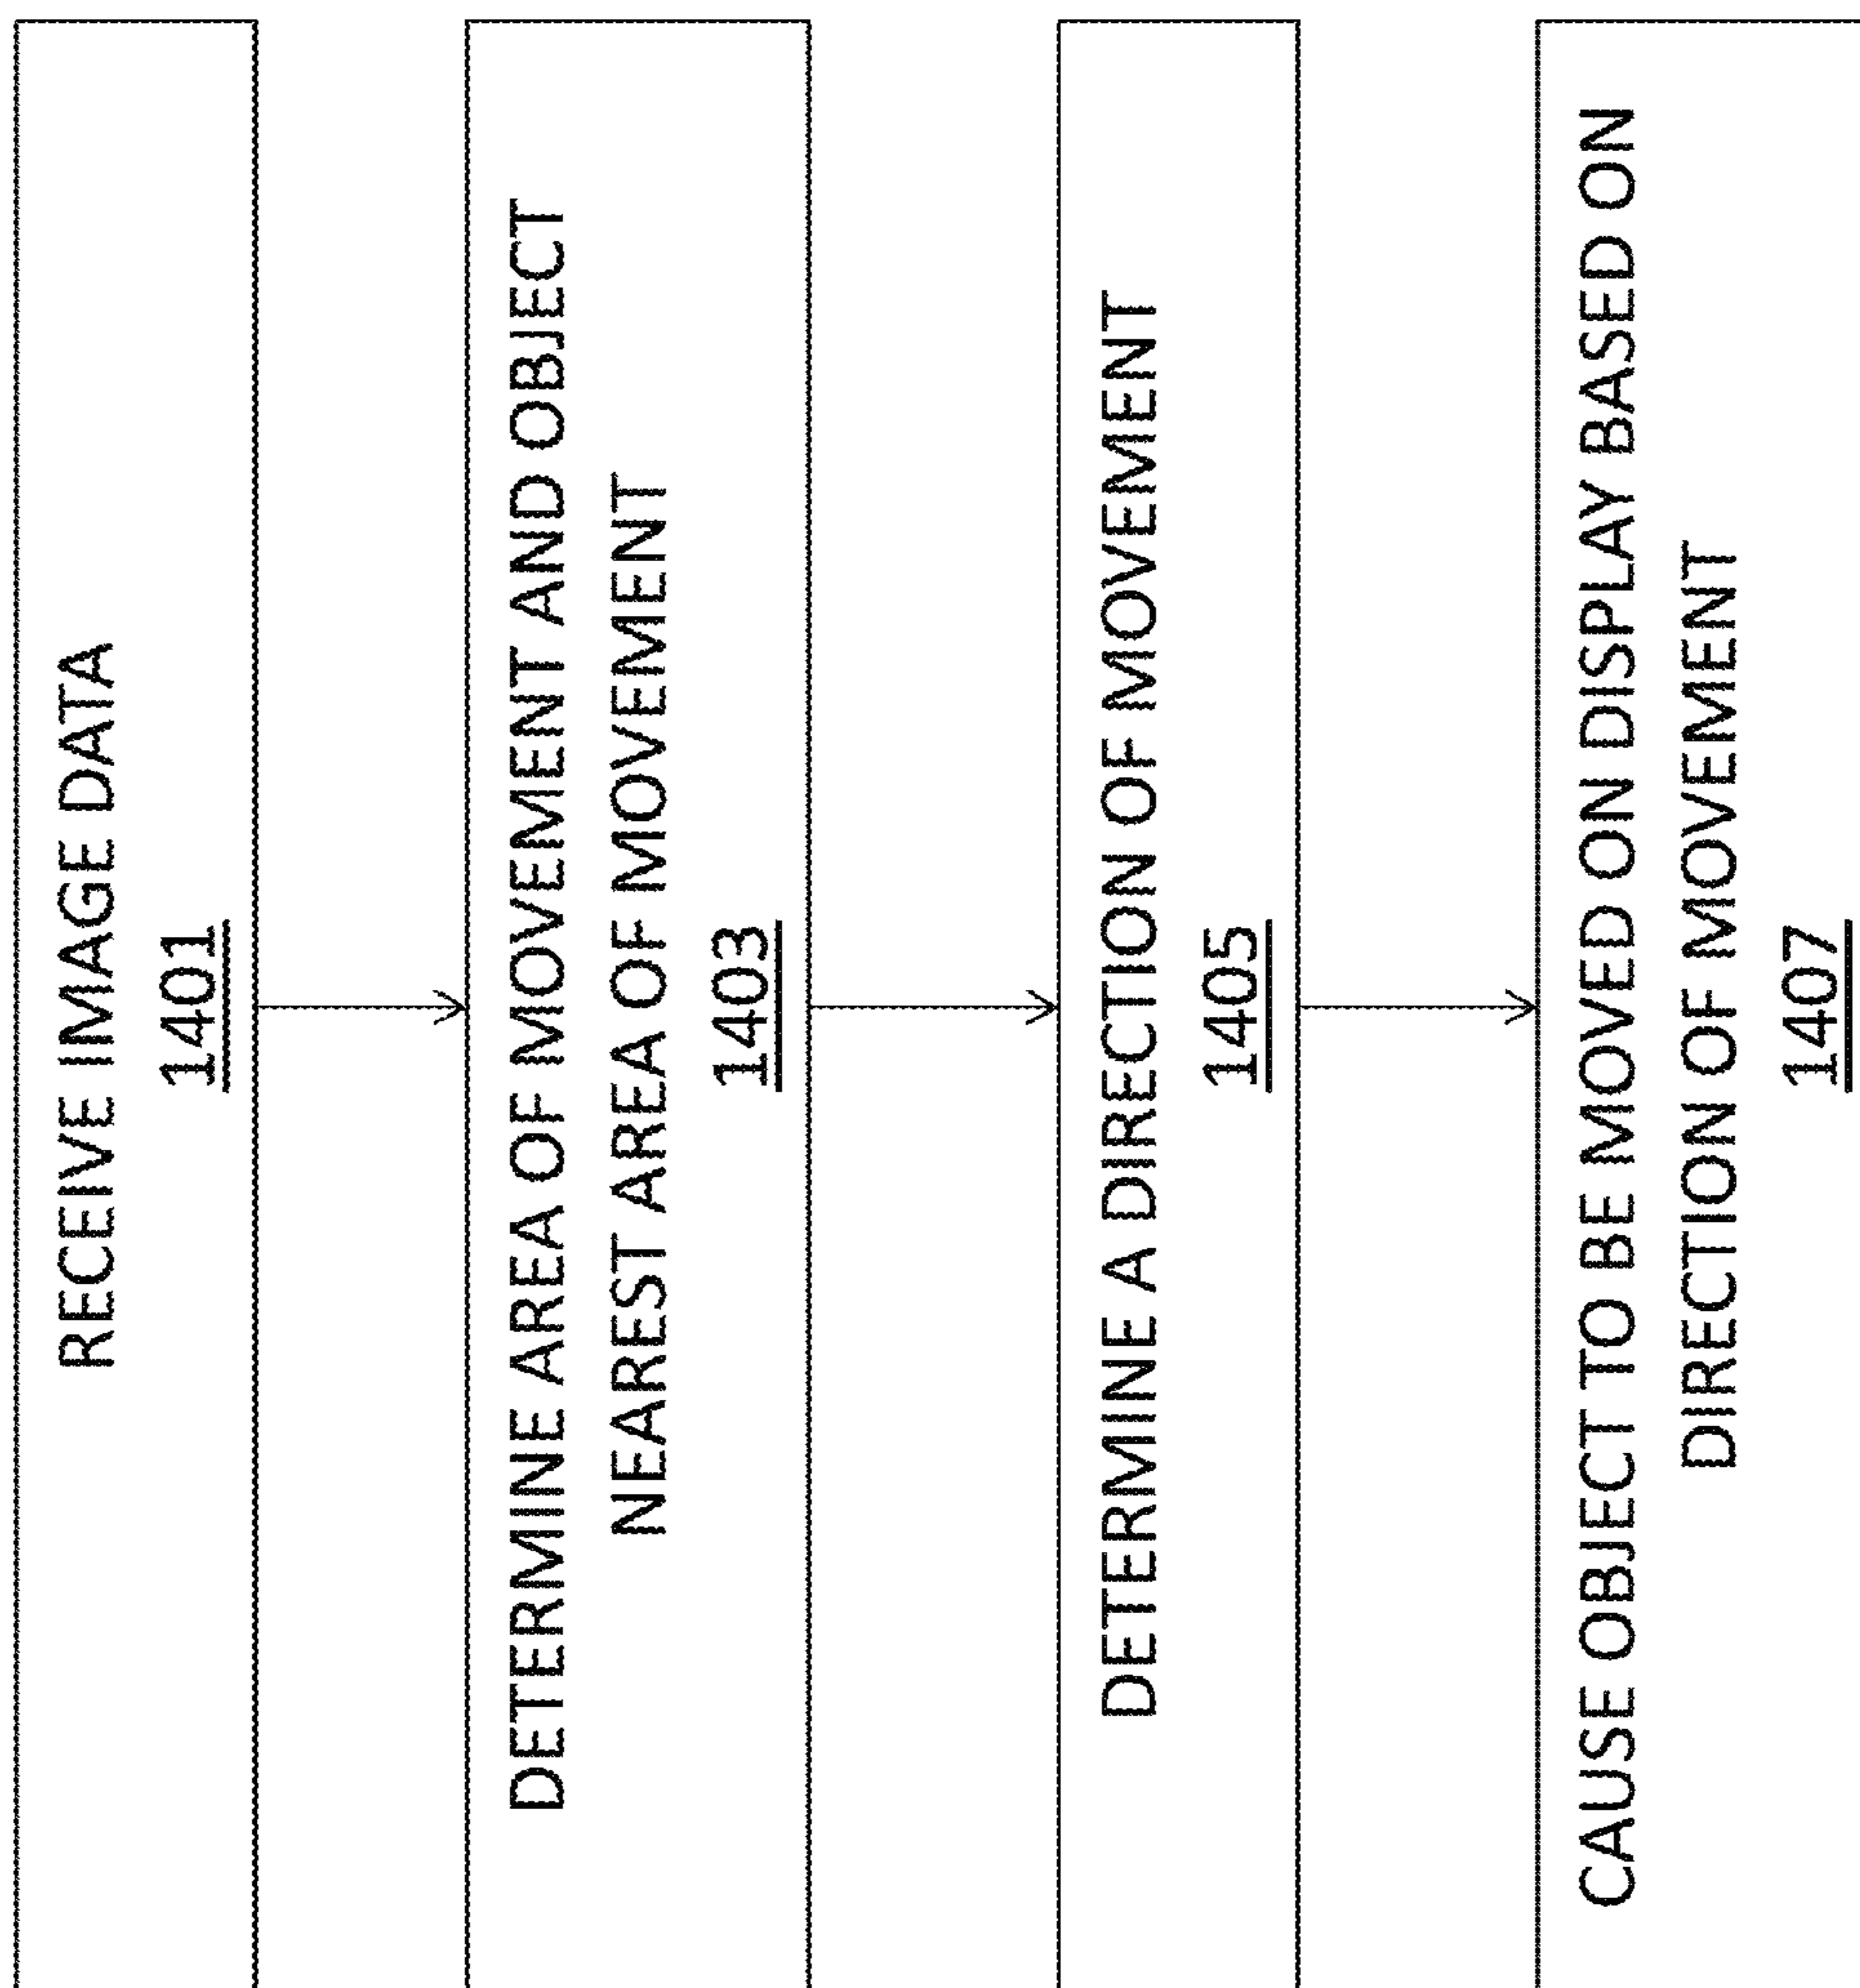 RECEIVE IMAGE DATA
1401
DETERMINE AREA OF MOVEMENT AND OBJECT
NEAREST AREA OF MOVEMENT
1403
DETERMINE A DIRECTION OF MOVEMENT
1405
CAUSE OBJECT TO BE MOVED ON DISPLAY BASED ON
DIRECTION OF MOVEMENT
1407